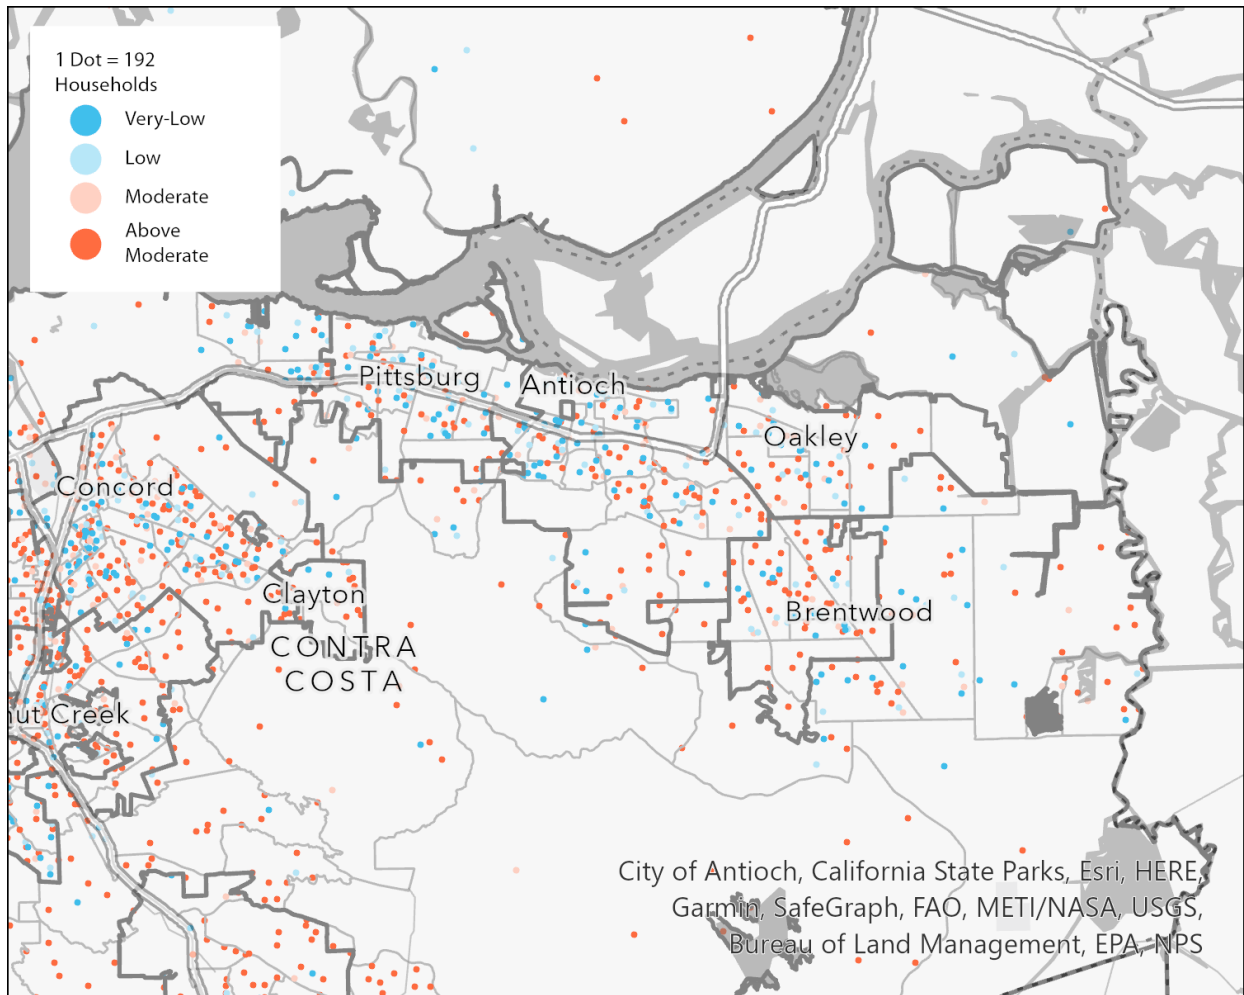 1 Dot = 192
Households
Very-Low
Low
Moderate
Above
Moderate
Pittsburg
Antioch
Oakley
Concord
Clayton
Brentwood
CONTRA
COSTA
nut Creek
City of Antioch, California State Parks, Esri, HERE,
Garmin, SafeGraph, FAO, METI/NASA, USGS,
Bureau of Land Management, EPA, NPS